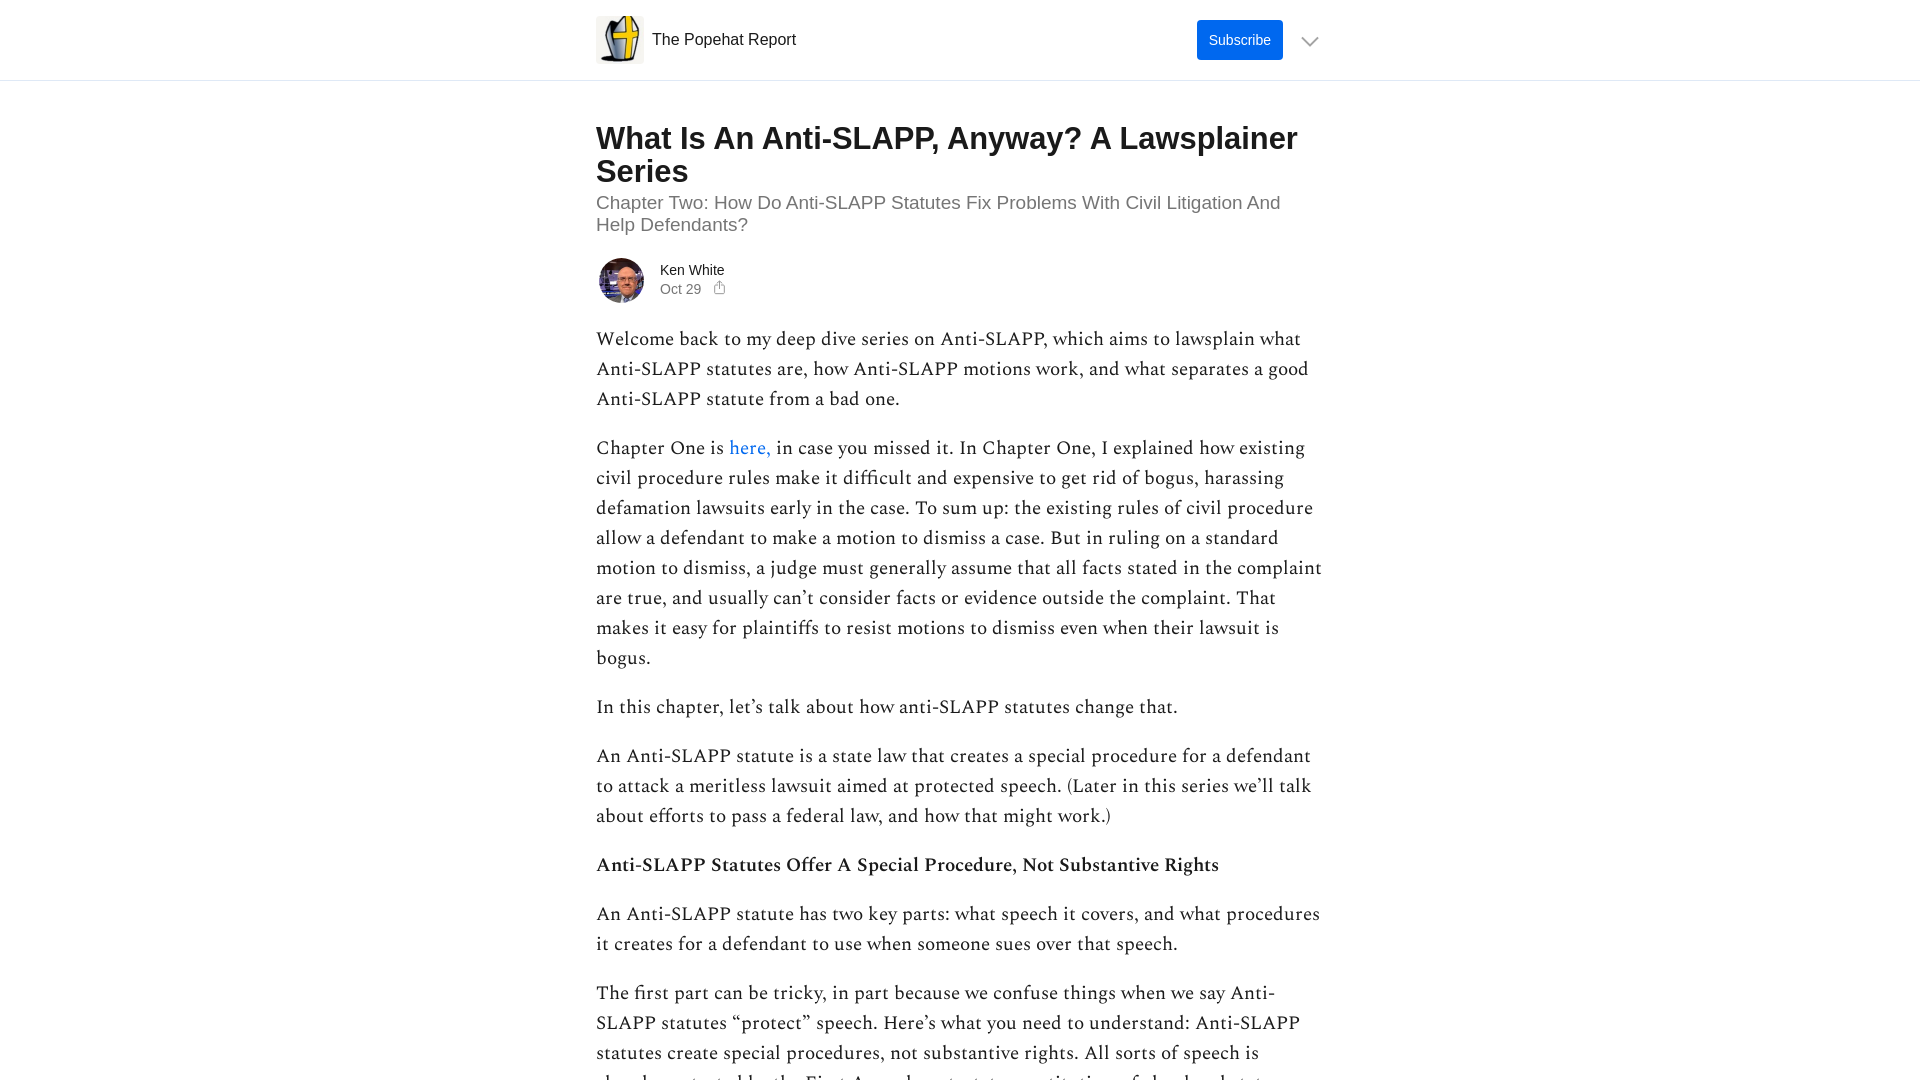 The Popehat Report
Subscribe
What Is An Anti-SLAPP, Anyway? A Lawsplainer
Series
Chapter Two: How Do Anti-SLAPP Statutes Fix Problems With Civil Litigation And
Help Defendants?
Ken White
Oct 29
Welcome back to my deep dive series on Anti-SLAPP, which aims to lawsplain what
Anti-SLAPP statutes are, how Anti-SLAPP motions work, and what separates a good
Anti-SLAPP statute from a bad one.
Chapter One is here, in case you missed it. In Chapter One, I explained how existing
civil procedure rules make it difficult and expensive to get rid of bogus, harassing
defamation lawsuits early in the case. To sum up: the existing rules of civil procedure
allow a defendant to make a motion to dismiss a case. But in ruling on a standard
motion to dismiss, a judge must generally assume that all facts stated in the complaint
are true, and usually can’t consider facts or evidence outside the complaint. That
makes it easy for plaintiffs to resist motions to dismiss even when their lawsuit is
bogus.
In this chapter, let’s talk about how anti-SLAPP statutes change that.
An Anti-SLAPP statute is a state law that creates a special procedure for a defendant
to attack a meritless lawsuit aimed at protected speech. (Later in this series we’ll talk
about efforts to pass a federal law, and how that might work.)
Anti-SLAPP Statutes Offer A Special Procedure, Not Substantive Rights
An Anti-SLAPP statute has two key parts: what speech it covers, and what procedures
it creates for a defendant to use when someone sues over that speech.
The first part can be tricky, in part because we confuse things when we say Anti-
SLAPP statutes “protect” speech. Here’s what you need to understand: Anti-SLAPP
statutes create special procedures, not substantive rights. All sorts of speech is